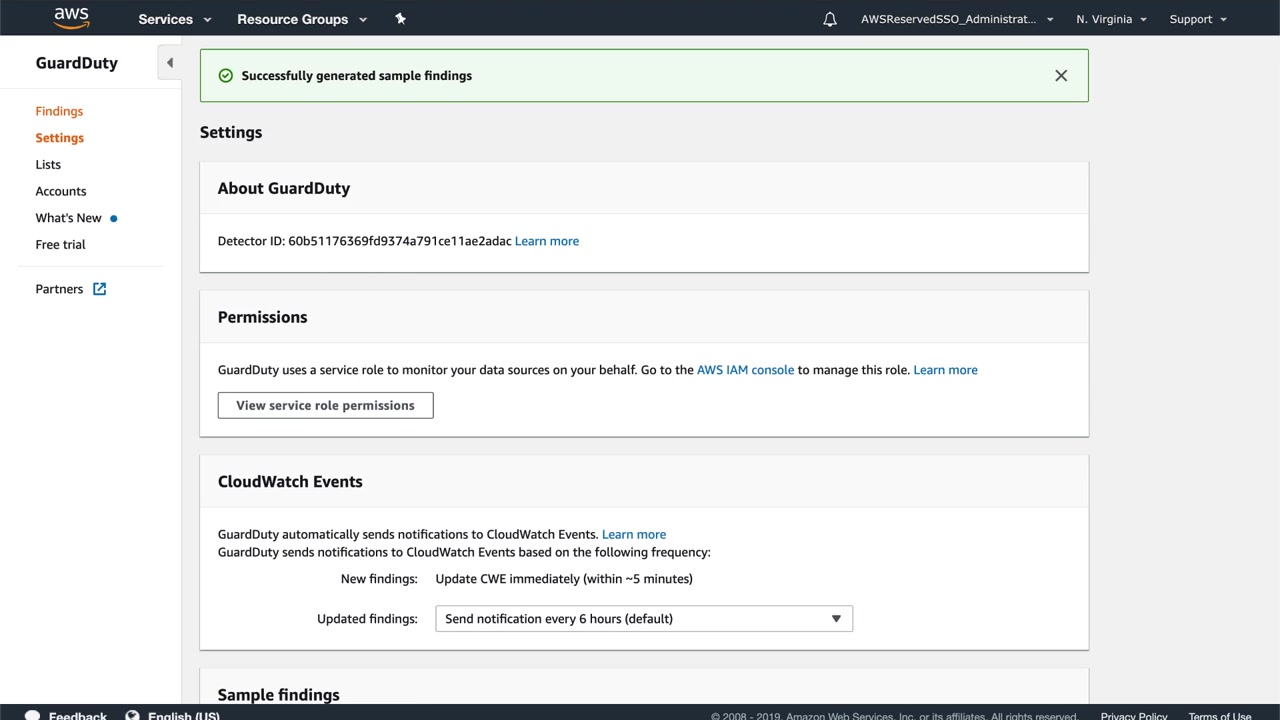 aws
Services
Resource Groups
AWSReservedSSO_Administrat...
N. Virginia
Support
GuardDuty
Findings
Settings
Lists
Accounts
What's New
Free trial
Partners
Successfully generated sample findings
Settings
About GuardDuty
Detector ID: 60b51176369fd9374a791ce11ae2adac Learn more
Permissions
GuardDuty uses a service role to monitor your data sources on your behalf. Go to the AWS IAM console to manage this role. Learn more
View service role permissions
CloudWatch Events
GuardDuty automatically sends notifications to CloudWatch Events. Learn more
GuardDuty sends notifications to CloudWatch Events based on the following frequency:
New findings: Update CWE immediately (within ~5 minutes)
Updated findings: Send notification every 6 hours (default)
Sample findings
Feedback
English (US)
© 2008 - 2019, Amazon Web Services, Inc. or its affiliates. All rights reserved.
Privacy Policy
Terms of Use